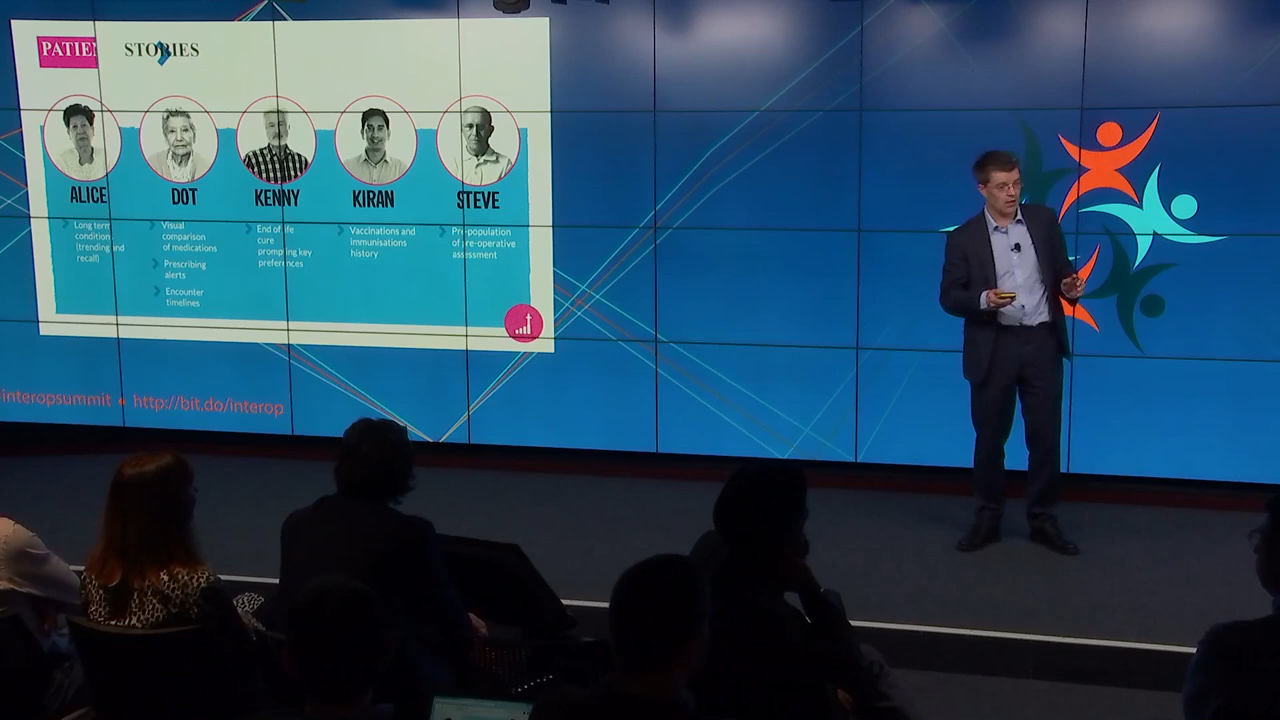 PATIEN STORIES
ALICE
Long term
condition
(trending and
recall)
DOT
Visual
comparison
of medications
Prescribing
alerts
Encounter
timelines
KENNY
End of life
cure
prompting key
preferences
KIRAN
Vaccinations and
immunisations
history
STEVE
Pre-population
of pre-operative
assessment
interopsummit • http://bit.do/interop